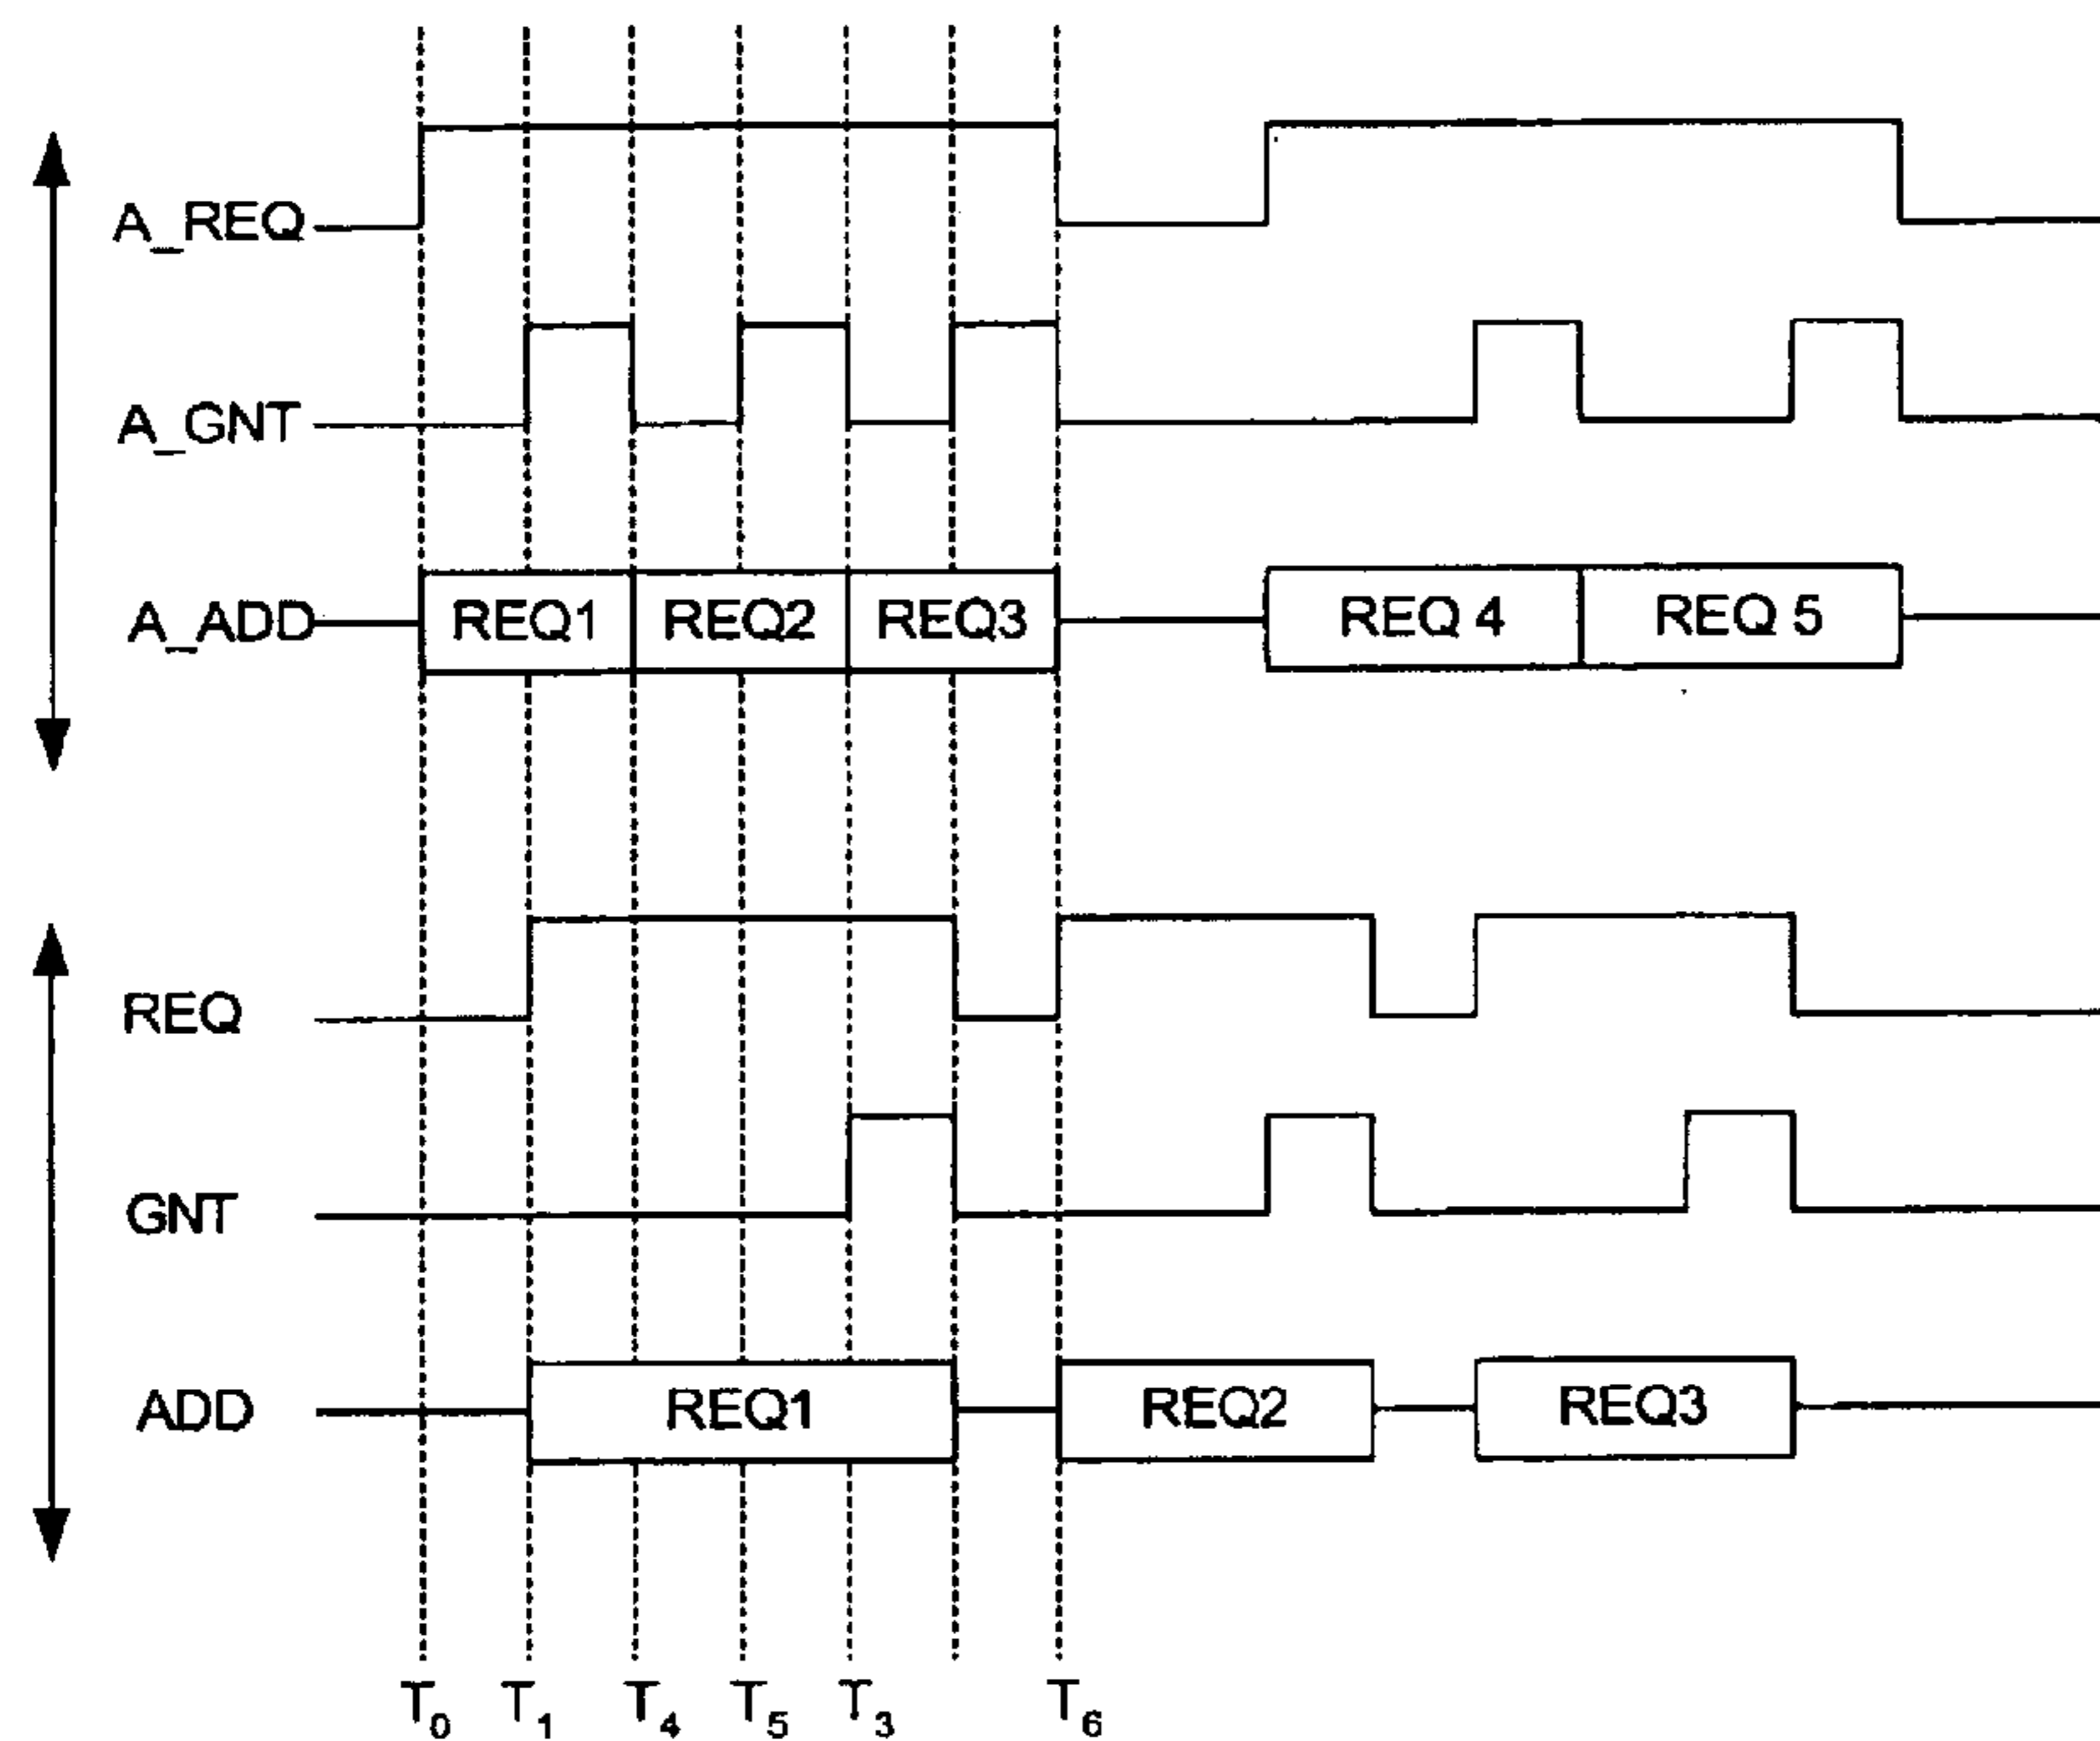 A_REQ
A_GNT
A_ADD REQ1 REQ2 REQ3 REQ 4 REQ 5
REQ
GNT
ADD REQ1 REQ2 REQ3
T0 T1 T4 T5 T3 T6